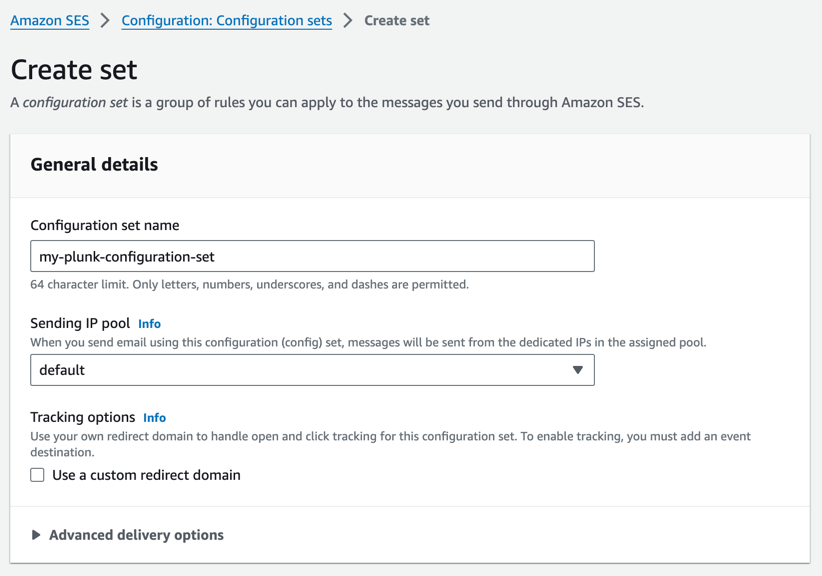 Amazon SES > Configuration: Configuration sets > Create set
Create set
A configuration set is a group of rules you can apply to the messages you send through Amazon SES.
General details
Configuration set name
my-plunk-configuration-set
64 character limit. Only letters, numbers, underscores, and dashes are permitted.
Sending IP pool Info
When you send email using this configuration (config) set, messages will be sent from the dedicated IPs in the assigned pool.
default
Tracking options Info
Use your own redirect domain to handle open and click tracking for this configuration set. To enable tracking, you must add an event
destination.
Use a custom redirect domain
Advanced delivery options